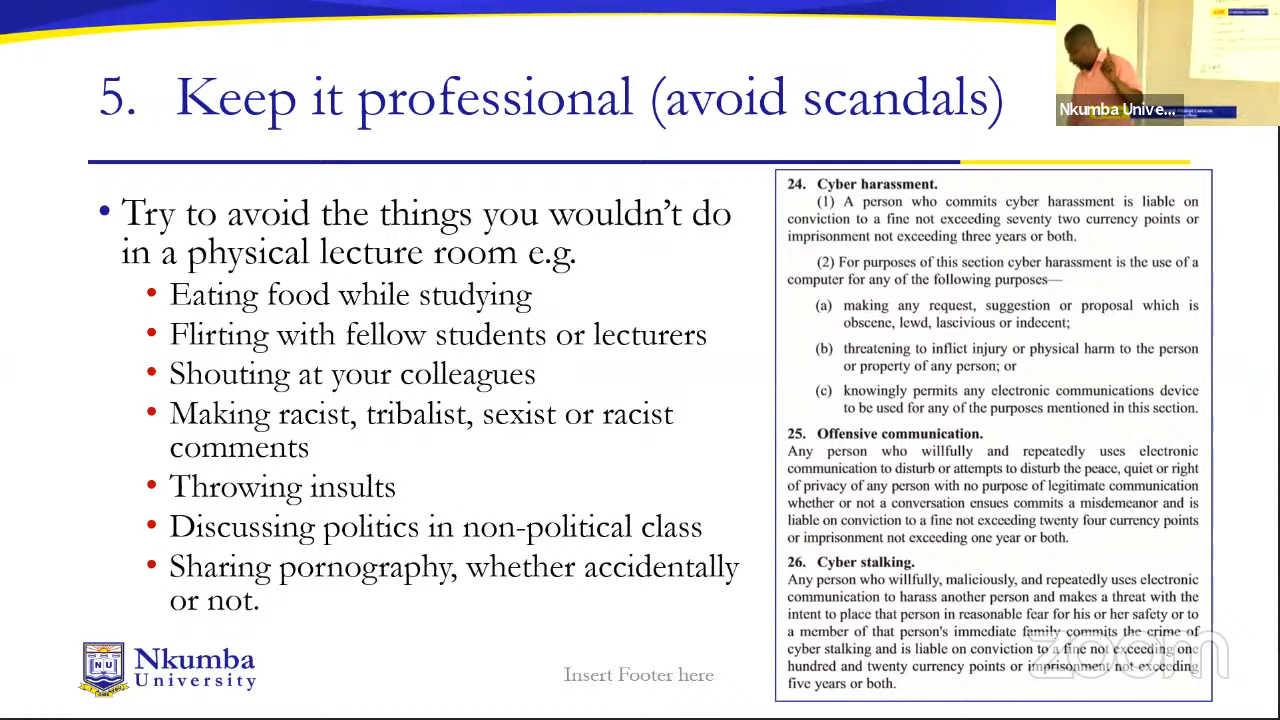 5. Keep it professional (avoid scandals)
Nkumba Unive...
• Try to avoid the things you wouldn't do
in a physical lecture room e.g.
• Eating food while studying
• Flirting with fellow students or lecturers
• Shouting at your colleagues
• Making racist, tribalist, sexist or racist
comments
• Throwing insults
• Discussing politics in non-political class
• Sharing pornography, whether accidentally
or not.
24. Cyber harassment.
(1) A person who commits cyber harassment is liable on
conviction to a fine not exceeding seventy two currency points or
imprisonment not exceeding three years or both.
(2) For purposes of this section cyber harassment is the use of a
computer for any of the following purposes—
(a) making any request, suggestion or proposal which is
obscene, lewd, lascivious or indecent;
(b) threatening to inflict injury or physical harm to the person
or property of any person; or
(c) knowingly permits any electronic communications device
to be used for any of the purposes mentioned in this section.
25. Offensive communication.
Any person who willfully and repeatedly uses electronic
communication to disturb or attempts to disturb the peace, quiet or right
of privacy of any person with no purpose of legitimate communication
whether or not a conversation ensues commits a misdemeanor and is
liable on conviction to a fine not exceeding twenty four currency points
or imprisonment not exceeding one year or both.
26. Cyber stalking.
Any person who willfully, maliciously, and repeatedly uses electronic
communication to harass another person and makes a threat with the
intent to place that person in reasonable fear for his or her safety or to
a member of that person's immediate family commits the crime of
cyber stalking and is liable on conviction to a fine not exceeding one
hundred and twenty currency points or imprisonment not exceeding
five years or both.
NU
Nkumba
University
Insert Footer here
zoom